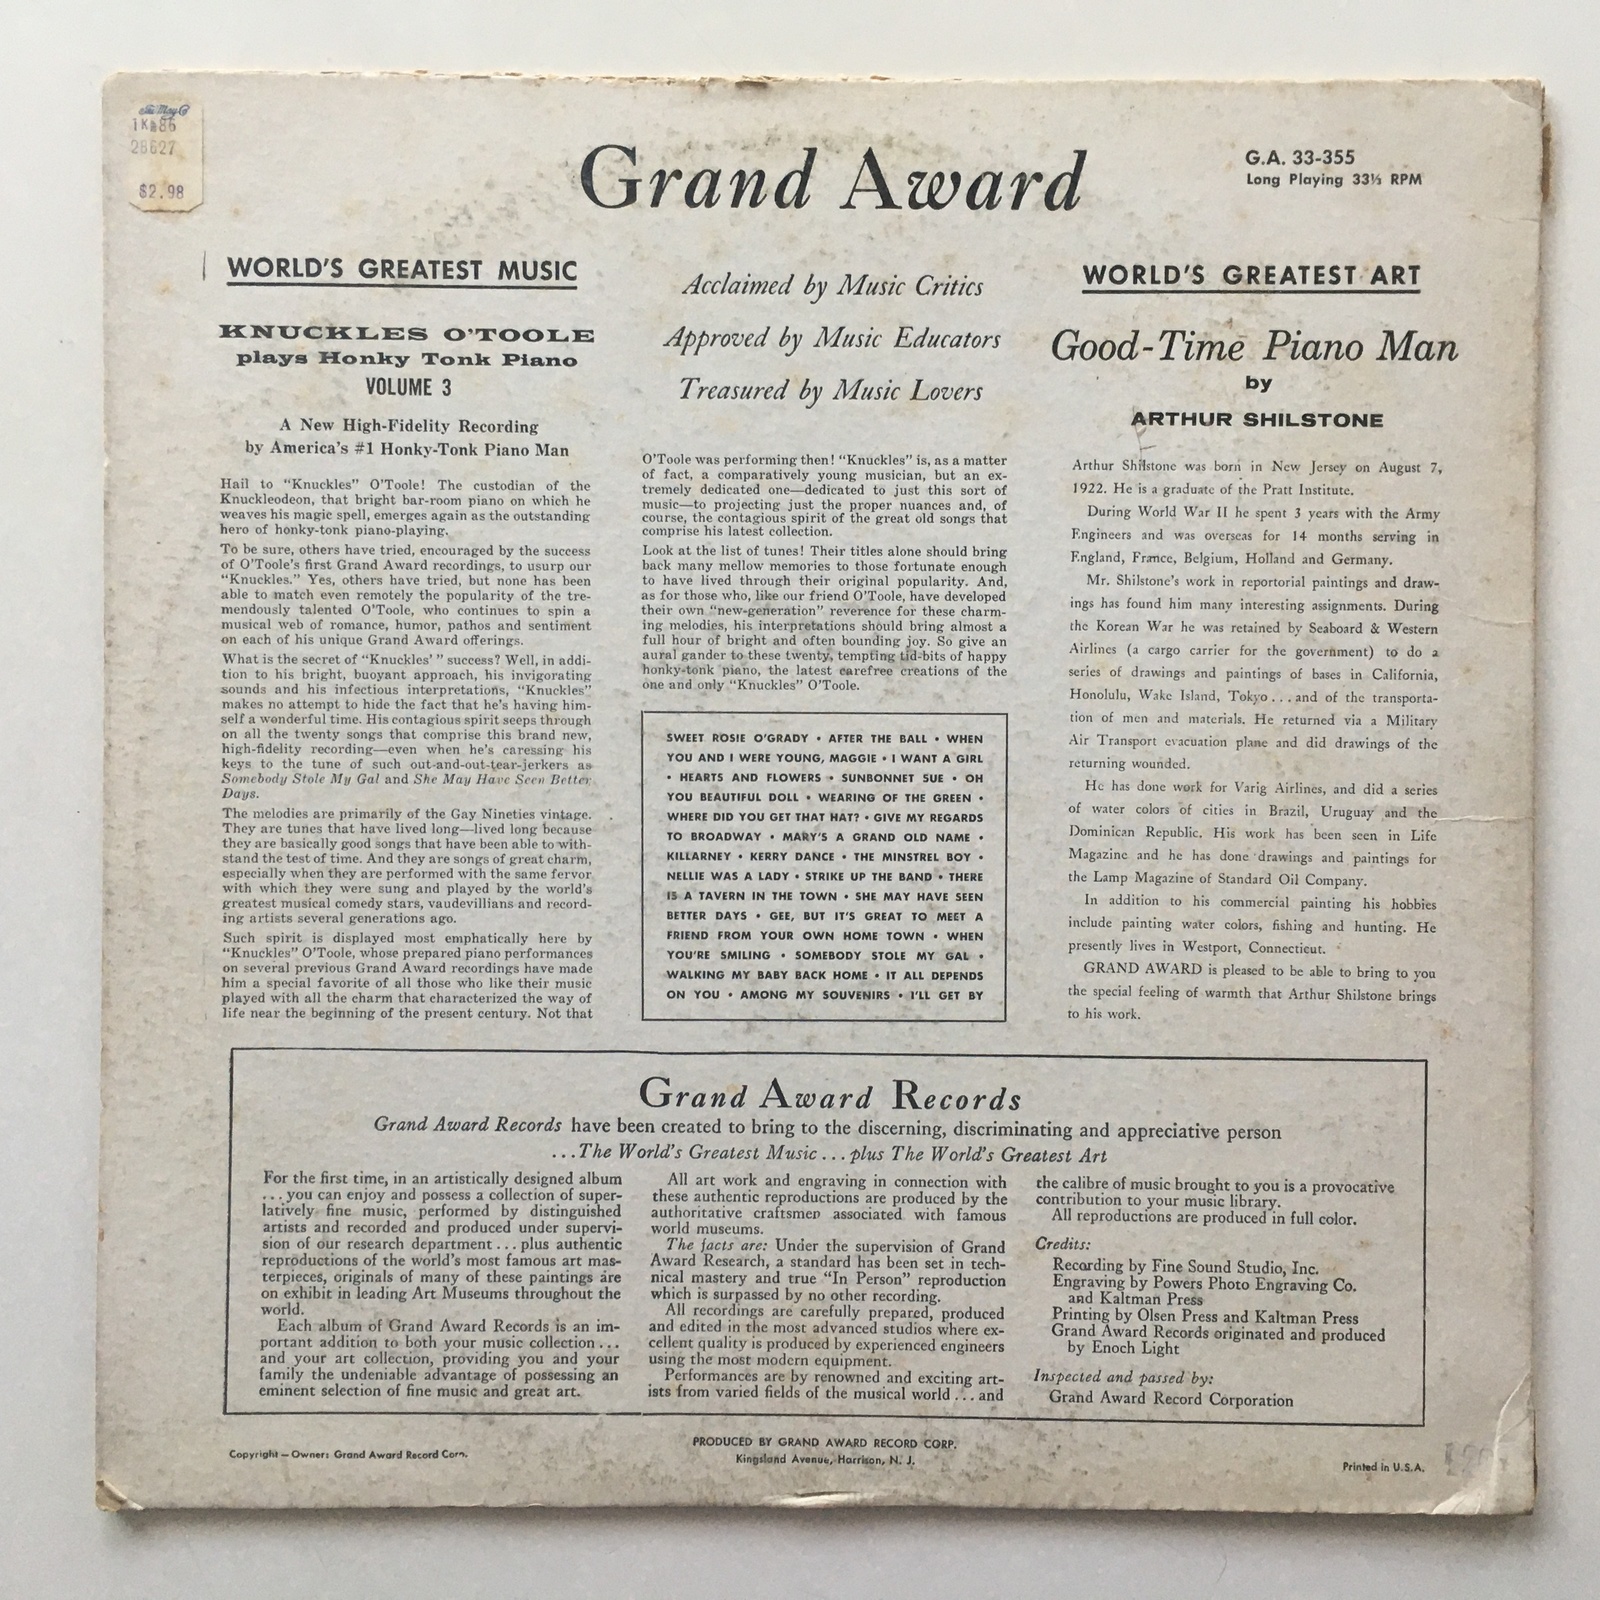 1K 86
28627
$2.98
Grand Award
G.A. 33-355
Long Playing 33⅓ RPM
WORLD'S GREATEST MUSIC
KNUCKLES O'TOOLE
plays Honky Tonk Piano
VOLUME 3
A New High-Fidelity Recording
by America's #1 Honky-Tonk Piano Man
Hail to "Knuckles" O'Toole! The custodian of the
Knuckleodeon, that bright bar-room piano on which he
weaves his magic spell, emerges again as the outstanding
hero of honky-tonk piano-playing.
To be sure, others have tried, encouraged by the success
of O'Toole's first Grand Award recordings, to usurp our
"Knuckles." Yes, others have tried, but none has been
able to match even remotely the popularity of the tre-
mendously talented O'Toole, who continues to spin a
musical web of romance, humor, pathos and sentiment
on each of his unique Grand Award offerings.
What is the secret of "Knuckles' " success? Well, in addi-
tion to his bright, buoyant approach, his invigorating
sounds and his infectious interpretations, "Knuckles"
makes no attempt to hide the fact that he's having him-
self a wonderful time. His contagious spirit seeps through
on all the twenty songs that comprise this brand new,
high-fidelity recording—even when he's caressing his
keys to the tune of such out-and-out-tear-jerkers as
Somebody Stole My Gal and She May Have Seen Better
Days.
The melodies are primarily of the Gay Nineties vintage.
They are tunes that have lived long—lived long because
they are basically good songs that have been able to with-
stand the test of time. And they are songs of great charm,
especially when they are performed with the same fervor
with which they were sung and played by the world's
greatest musical comedy stars, vaudevillians and record-
ing artists several generations ago.
Such spirit is displayed most emphatically here by
"Knuckles" O'Toole, whose prepared piano performances
on several previous Grand Award recordings have made
him a special favorite of all those who like their music
played with all the charm that characterized the way of
life near the beginning of the present century. Not that
Acclaimed by Music Critics
Approved by Music Educators
Treasured by Music Lovers
O'Toole was performing then! "Knuckles" is, as a matter
of fact, a comparatively young musician, but an ex-
tremely dedicated one—dedicated to just this sort of
music—to projecting just the proper nuances and, of
course, the contagious spirit of the great old songs that
comprise his latest collection.
Look at the list of tunes! Their titles alone should bring
back many mellow memories to those fortunate enough
to have lived through their original popularity. And,
as for those who, like our friend O'Toole, have developed
their own "new-generation" reverence for these charm-
ing melodies, his interpretations should bring almost a
full hour of bright and often bounding joy. So give an
aural gander to these twenty, tempting tid-bits of happy
honky-tonk piano, the latest carefree creations of the
one and only "Knuckles" O'Toole.
SWEET ROSIE O'GRADY • AFTER THE BALL • WHEN
YOU AND I WERE YOUNG, MAGGIE • I WANT A GIRL
• HEARTS AND FLOWERS • SUNBONNET SUE • OH
YOU BEAUTIFUL DOLL • WEARING OF THE GREEN •
WHERE DID YOU GET THAT HAT? • GIVE MY REGARDS
TO BROADWAY • MARY'S A GRAND OLD NAME •
KILLARNEY • KERRY DANCE • THE MINSTREL BOY •
NELLIE WAS A LADY • STRIKE UP THE BAND • THERE
IS A TAVERN IN THE TOWN • SHE MAY HAVE SEEN
BETTER DAYS • GEE, BUT IT'S GREAT TO MEET A
FRIEND FROM YOUR OWN HOME TOWN • WHEN
YOU'RE SMILING • SOMEBODY STOLE MY GAL •
WALKING MY BABY BACK HOME • IT ALL DEPENDS
ON YOU • AMONG MY SOUVENIRS • I'LL GET BY
WORLD'S GREATEST ART
Good-Time Piano Man
by
ARTHUR SHILSTONE
Arthur Shilstone was born in New Jersey on August 7,
1922. He is a graduate of the Pratt Institute.
During World War II he spent 3 years with the Army
Engineers and was overseas for 14 months serving in
England, France, Belgium, Holland and Germany.
Mr. Shilstone's work in reportorial paintings and draw-
ings has found him many interesting assignments. During
the Korean War he was retained by Seaboard & Western
Airlines (a cargo carrier for the government) to do a
series of drawings and paintings of bases in California,
Honolulu, Wake Island, Tokyo . . . and of the transporta-
tion of men and materials. He returned via a Military
Air Transport evacuation plane and did drawings of the
returning wounded.
He has done work for Varig Airlines, and did a series
of water colors of cities in Brazil, Uruguay and the
Dominican Republic. His work has been seen in Life
Magazine and he has done drawings and paintings for
the Lamp Magazine of Standard Oil Company.
In addition to his commercial painting his hobbies
include painting water colors, fishing and hunting. He
presently lives in Westport, Connecticut.
GRAND AWARD is pleased to be able to bring to you
the special feeling of warmth that Arthur Shilstone brings
to his work.
Grand Award Records
Grand Award Records have been created to bring to the discerning, discriminating and appreciative person
. . . The World's Greatest Music . . . plus The World's Greatest Art
For the first time, in an artistically designed album
. . . you can enjoy and possess a collection of super-
latively fine music, performed by distinguished
artists and recorded and produced under supervi-
sion of our research department . . . plus authentic
reproductions of the world's most famous art mas-
terpieces, originals of many of these paintings are
on exhibit in leading Art Museums throughout the
world.
Each album of Grand Award Records is an im-
portant addition to both your music collection . . .
and your art collection, providing you and your
family the undeniable advantage of possessing an
eminent selection of fine music and great art.
All art work and engraving in connection with
these authentic reproductions are produced by the
authoritative craftsmen associated with famous
world museums.
The facts are: Under the supervision of Grand
Award Research, a standard has been set in tech-
nical mastery and true "In Person" reproduction
which is surpassed by no other recording.
All recordings are carefully prepared, produced
and edited in the most advanced studios where ex-
cellent quality is produced by experienced engineers
using the most modern equipment.
Performances are by renowned and exciting art-
ists from varied fields of the musical world . . . and
the calibre of music brought to you is a provocative
contribution to your music library.
All reproductions are produced in full color.
Credits:
Recording by Fine Sound Studio, Inc.
Engraving by Powers Photo Engraving Co.
and Kaltman Press
Printing by Olsen Press and Kaltman Press
Grand Award Records originated and produced
by Enoch Light
Inspected and passed by:
Grand Award Record Corporation
Copyright – Owner: Grand Award Record Corp.
PRODUCED BY GRAND AWARD RECORD CORP.
Kingsland Avenue, Harrison, N. J.
Printed in U.S.A.